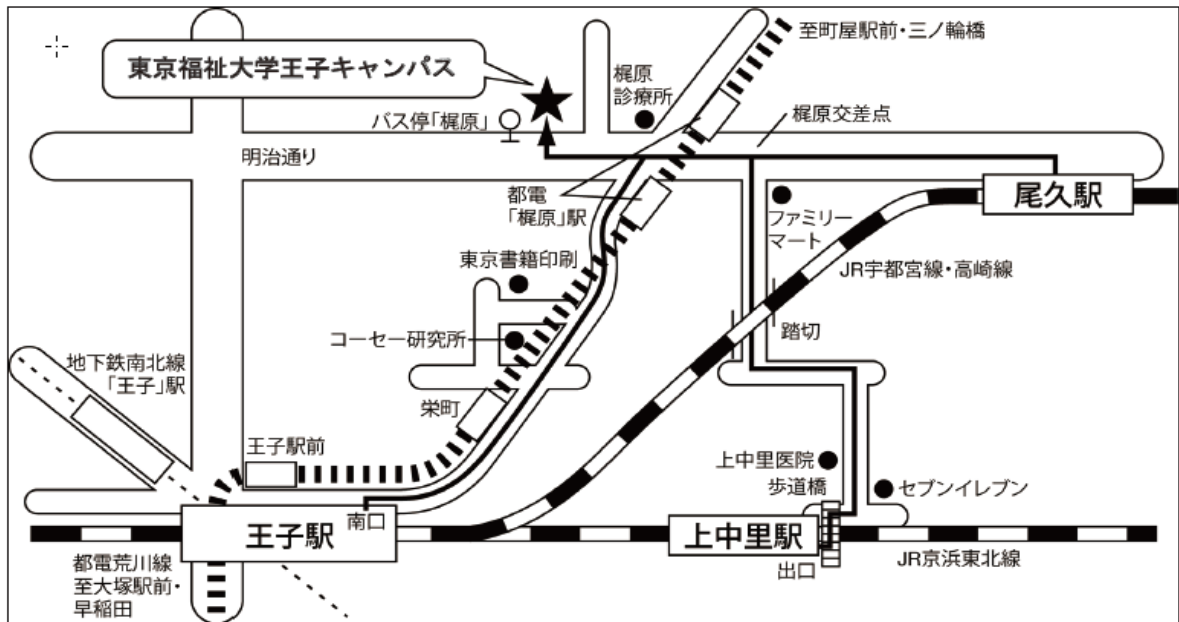 至町屋駅前・三ノ輪橋
東京福祉大学王子キャンパス
梶原
診療所
バス停「梶原」
梶原交差点
明治通り
都電
「梶原」駅
尾久駅
ファミリー
マート
東京書籍印刷
JR宇都宮線・高崎線
コーセー研究所
踏切
地下鉄南北線
「王子」駅
栄町
王子駅前
上中里医院
歩道橋
セブンイレブン
南口
王子駅
上中里駅
出口
JR京浜東北線
都電荒川線
至大塚駅前・
早稲田